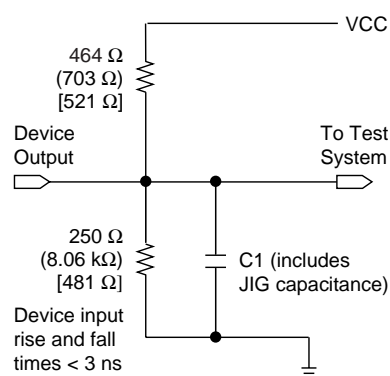 VCC
464 Ω
(703 Ω)
[521 Ω]
Device
Output
To Test
System
250 Ω
(8.06 kΩ)
[481 Ω]
C1 (includes
JIG capacitance)
Device input
rise and fall
times < 3 ns